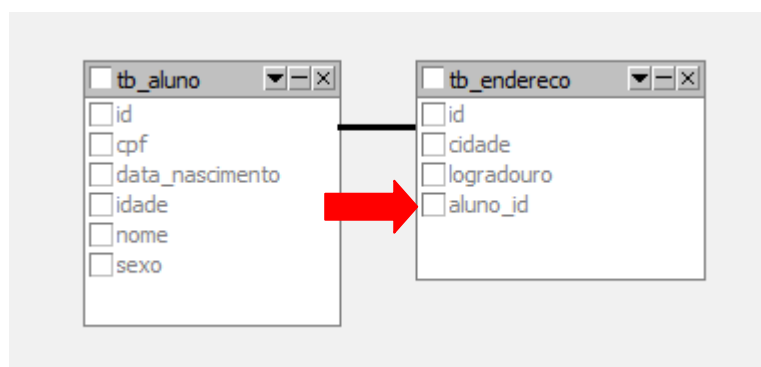 tb_aluno
id
cpf
data_nascimento
idade
nome
sexo
tb_endereco
id
cidade
logradouro
aluno_id